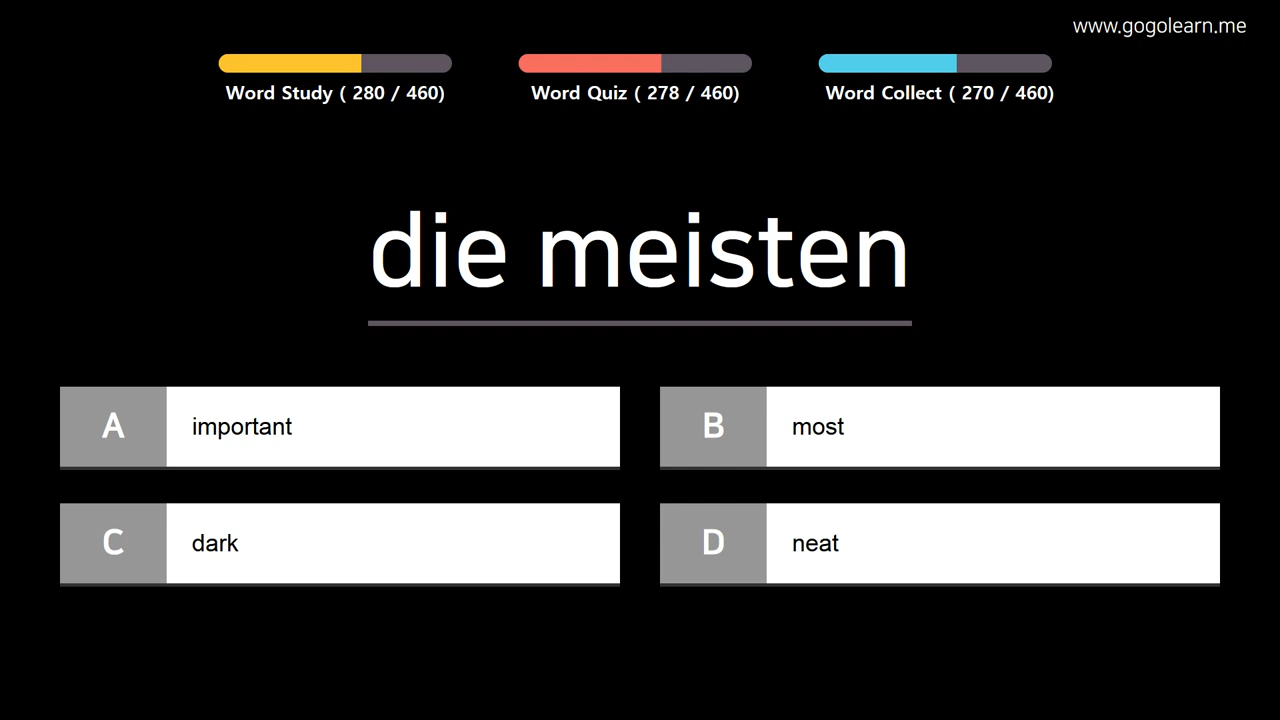 www.gogolearn.me
Word Study ( 280 / 460)
Word Quiz ( 278 / 460)
Word Collect ( 270 / 460)
die meisten
A important
B most
C dark
D neat